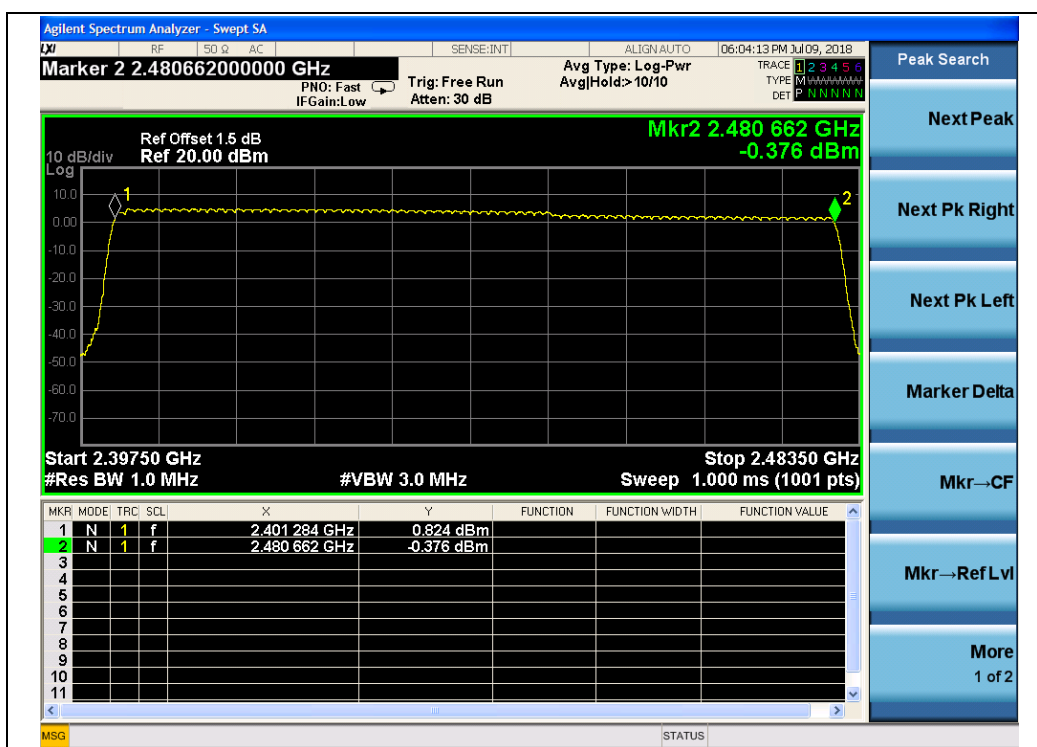 Agilent Spectrum Analyzer - Swept SA
LXI RF 50 Ω AC SENSE:INT ALIGN AUTO 06:04:13 PM Jul 09, 2018
Marker 2 2.480662000000 GHz
PNO: Fast
IFGain:Low
Trig: Free Run
Atten: 30 dB
Avg Type: Log-Pwr
Avg|Hold:>10/10
TRACE 1 2 3 4 5 6
TYPE M
DET P N N N N N
Mkr2 2.480 662 GHz
-0.376 dBm
Ref Offset 1.5 dB
10 dB/div Ref 20.00 dBm
Log
10.0
0.00
-10.0
-20.0
-30.0
-40.0
-50.0
-60.0
-70.0
1
2
Start 2.39750 GHz Stop 2.48350 GHz
#Res BW 1.0 MHz #VBW 3.0 MHz Sweep 1.000 ms (1001 pts)
MKR MODE TRC SCL X Y FUNCTION FUNCTION WIDTH FUNCTION VALUE
1 N 1 f 2.401 284 GHz 0.824 dBm
2 N 1 f 2.480 662 GHz -0.376 dBm
3
4
5
6
7
8
9
10
11
MSG STATUS
Peak Search
Next Peak
Next Pk Right
Next Pk Left
Marker Delta
Mkr→CF
Mkr→Ref Lvl
More
1 of 2